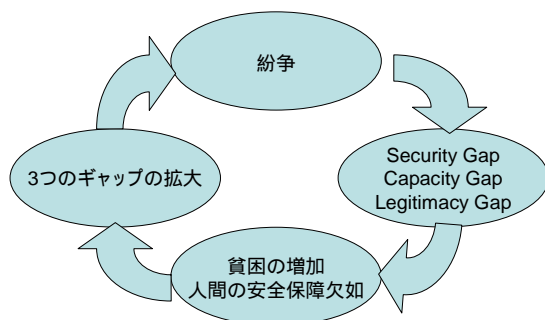 紛争
Security Gap
Capacity Gap
Legitimacy Gap
貧困の増加
人間の安全保障欠如
3つのギャップの拡大